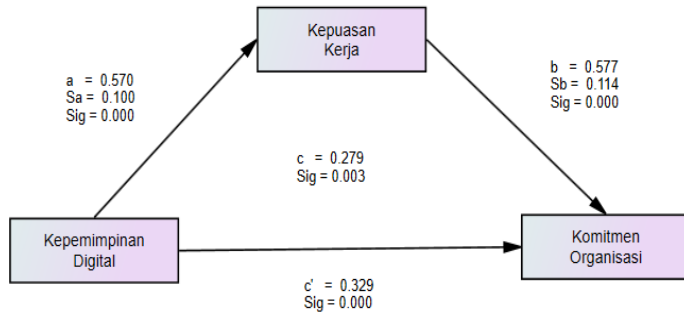 Kepuasan
Kerja
a = 0.570
Sa = 0.100
Sig = 0.000
b = 0.577
Sb = 0.114
Sig = 0.000
c = 0.279
Sig = 0.003
Kepemimpinan
Digital
Komitmen
Organisasi
c' = 0.329
Sig = 0.000